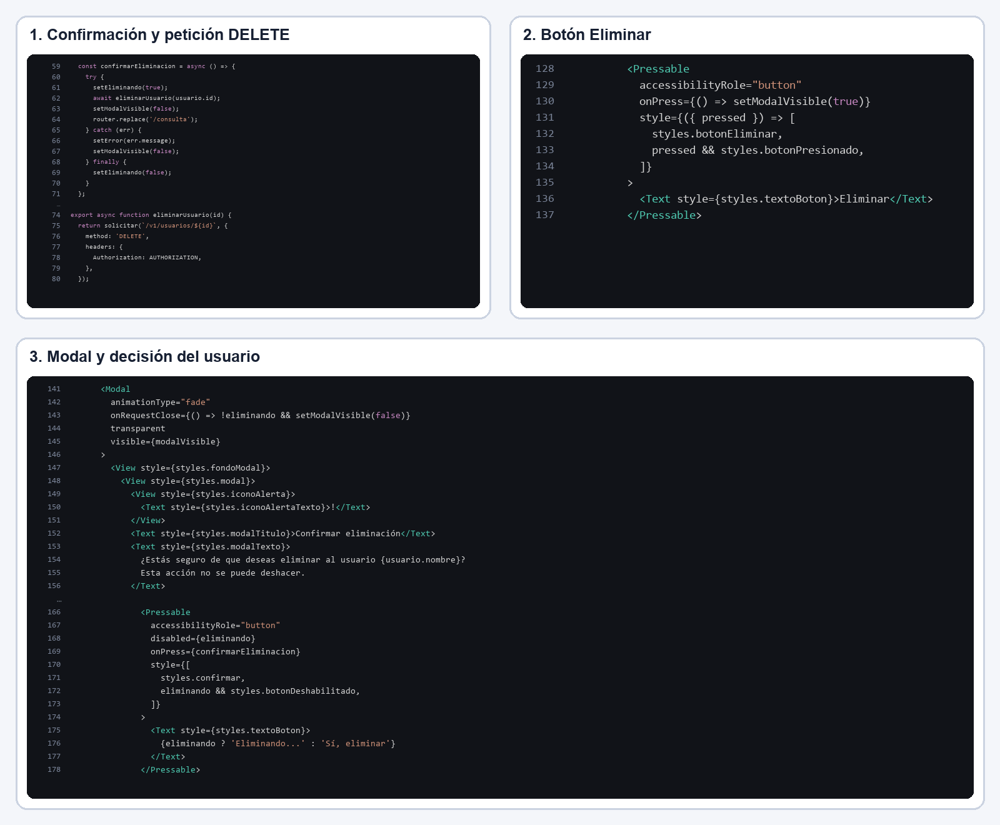 1. Confirmación y petición DELETE
59 const confirmarEliminacion = async () => {
60 try {
61 setEliminando(true);
62 await eliminarUsuario(usuario.id);
63 setModalVisible(false);
64 router.replace('/consulta');
65 } catch (err) {
66 setError(err.message);
67 setModalVisible(false);
68 } finally {
69 setEliminando(false);
70 }
71 };
…
74 export async function eliminarUsuario(id) {
75 return solicitar(`/v1/usuarios/${id}`, {
76 method: 'DELETE',
77 headers: {
78 Authorization: AUTHORIZATION,
79 },
80 });
2. Botón Eliminar
128 <Pressable
129 accessibilityRole="button"
130 onPress={() => setModalVisible(true)}
131 style={({ pressed }) => [
132 styles.botonEliminar,
133 pressed && styles.botonPresionado,
134 ]}
135 >
136 <Text style={styles.textoBoton}>Eliminar</Text>
137 </Pressable>
3. Modal y decisión del usuario
141 <Modal
142 animationType="fade"
143 onRequestClose={() => !eliminando && setModalVisible(false)}
144 transparent
145 visible={modalVisible}
146 >
147 <View style={styles.fondoModal}>
148 <View style={styles.modal}>
149 <View style={styles.iconoAlerta}>
150 <Text style={styles.iconoAlertaTexto}>!</Text>
151 </View>
152 <Text style={styles.modalTitulo}>Confirmar eliminación</Text>
153 <Text style={styles.modalTexto}>
154 ¿Estás seguro de que deseas eliminar al usuario {usuario.nombre}?
155 Esta acción no se puede deshacer.
156 </Text>
…
166 <Pressable
167 accessibilityRole="button"
168 disabled={eliminando}
169 onPress={confirmarEliminacion}
170 style={[
171 styles.confirmar,
172 eliminando && styles.botonDeshabilitado,
173 ]}
174 >
175 <Text style={styles.textoBoton}>
176 {eliminando ? 'Eliminando...' : 'Sí, eliminar'}
177 </Text>
178 </Pressable>